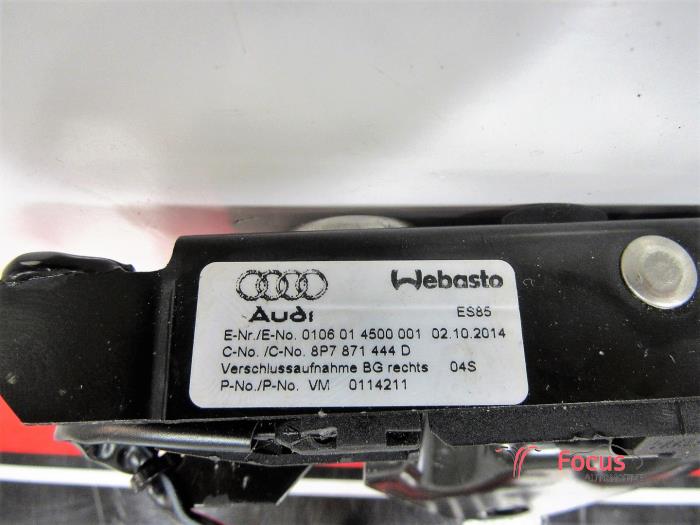 Webasto
Audi ES85
E-Nr./E-No. 0106 01 4500 001 02.10.2014
C-No. /C-No. 8P7 871 444 D
Verschlussaufnahme BG rechts 04S
P-No./P-No. VM 0114211
Focus
AUTOMOTIVE